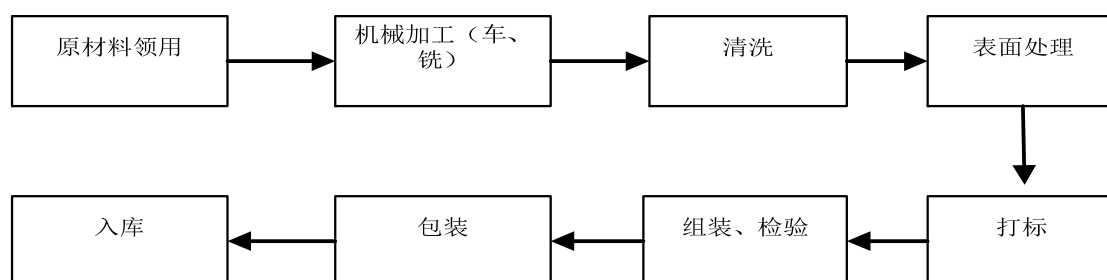 原材料领用
机械加工（车、
铣）
清洗
表面处理
打标
组装、检验
包装
入库